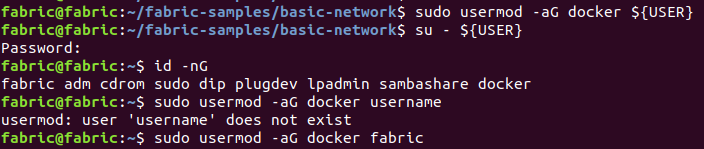 fabric@fabric:~/fabric-samples/basic-network$ sudo usermod -aG docker ${USER}
fabric@fabric:~/fabric-samples/basic-network$ su - ${USER}
Password:
fabric@fabric:~$ id -nG
fabric adm cdrom sudo dip plugdev lpadmin sambashare docker
fabric@fabric:~$ sudo usermod -aG docker username
usermod: user 'username' does not exist
fabric@fabric:~$ sudo usermod -aG docker fabric